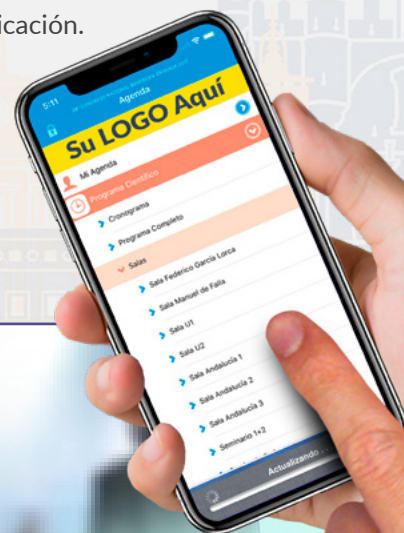 icación.
5:11
Agenda
Su LOGO Aquí
Mi Agenda
Programa Científico
Cronograma
Programa Completo
Salas
Sala Federico García Lorca
Sala Manuel de Falla
Sala U1
Sala U2
Sala Andalucía 1
Sala Andalucía 2
Sala Andalucía 3
Seminario 1+2
Actualizando . . .